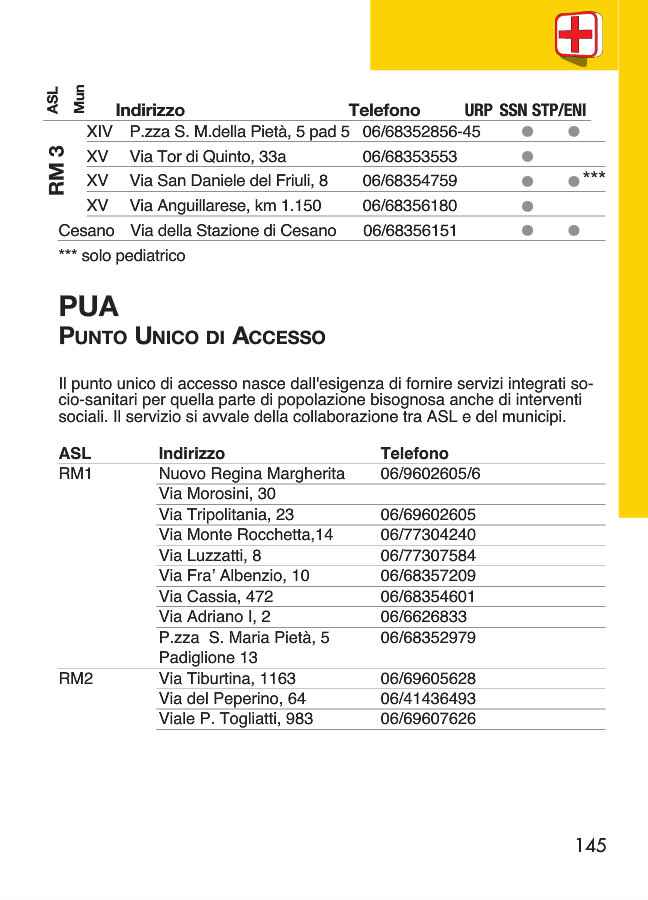 ASL Mun Indirizzo Telefono URP SSN STP/ENI
RM 3
XIV P.zza S. M.della Pietà, 5 pad 5 06/68352856-45 ● ●
XV Via Tor di Quinto, 33a 06/68353553 ●
XV Via San Daniele del Friuli, 8 06/68354759 ● ●***
XV Via Anguillarese, km 1.150 06/68356180 ●
Cesano Via della Stazione di Cesano 06/68356151 ● ●
*** solo pediatrico
PUA
PUNTO UNICO DI ACCESSO
Il punto unico di accesso nasce dall'esigenza di fornire servizi integrati so-
cio-sanitari per quella parte di popolazione bisognosa anche di interventi
sociali. Il servizio si avvale della collaborazione tra ASL e del municipi.
ASL Indirizzo Telefono
RM1 Nuovo Regina Margherita 06/9602605/6
Via Morosini, 30
Via Tripolitania, 23 06/69602605
Via Monte Rocchetta,14 06/77304240
Via Luzzatti, 8 06/77307584
Via Fra' Albenzio, 10 06/68357209
Via Cassia, 472 06/68354601
Via Adriano I, 2 06/6626833
P.zza S. Maria Pietà, 5 06/68352979
Padiglione 13
RM2 Via Tiburtina, 1163 06/69605628
Via del Peperino, 64 06/41436493
Viale P. Togliatti, 983 06/69607626
145